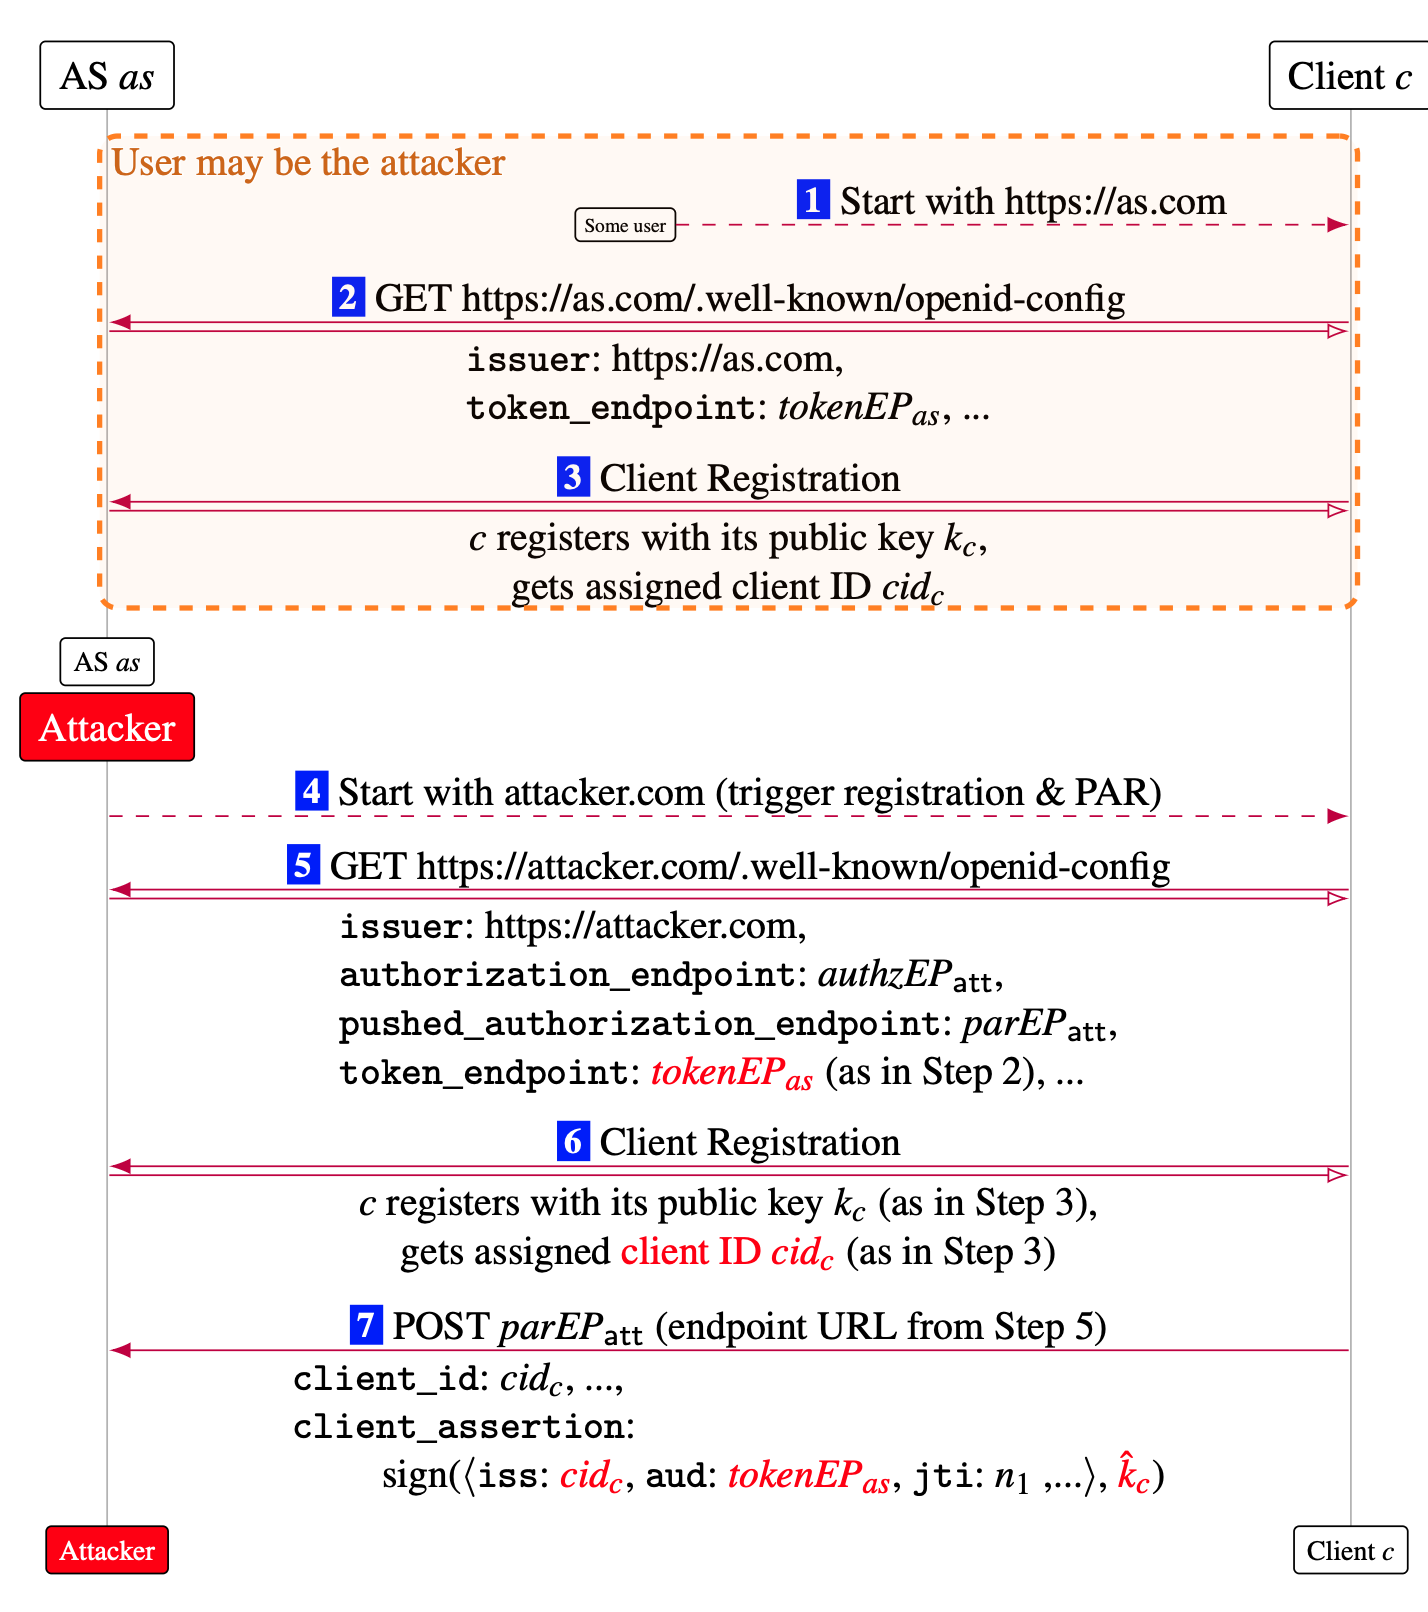 AS as
Client c
User may be the attacker
1 Start with https://as.com
Some user
2 GET https://as.com/.well-known/openid-config
issuer: https://as.com,
token_endpoint: tokenEPas, ...
3 Client Registration
c registers with its public key kc,
gets assigned client ID cidc
AS as
Attacker
4 Start with attacker.com (trigger registration & PAR)
5 GET https://attacker.com/.well-known/openid-config
issuer: https://attacker.com,
authorization_endpoint: authzEPatt,
pushed_authorization_endpoint: parEPatt,
token_endpoint: tokenEPas (as in Step 2), ...
6 Client Registration
c registers with its public key kc (as in Step 3),
gets assigned client ID cidc (as in Step 3)
7 POST parEPatt (endpoint URL from Step 5)
client_id: cidc, ...,
client_assertion:
sign(⟨iss: cidc, aud: tokenEPas, jti: n1 ,...⟩, k̂c)
Attacker
Client c